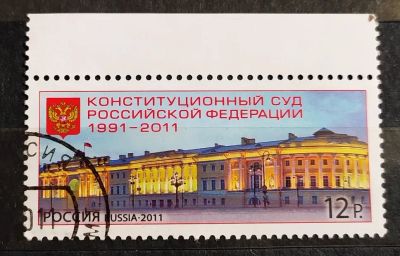 КОНСТИТУЦИОННЫЙ СУД
РОССИЙСКОЙ ФЕДЕРАЦИИ
1991–2011
РОССИЯ RUSSIA·2011
12 Р.